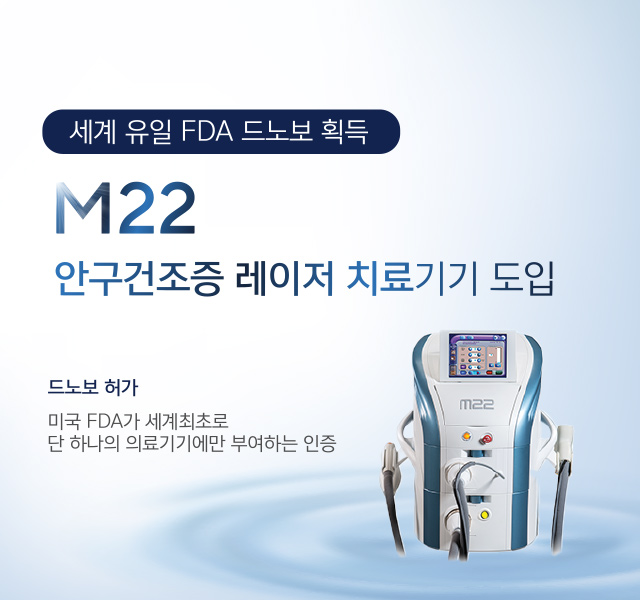 세계 유일 FDA 드노보 획득
M22
안구건조증 레이저 치료기기 도입
드노보 허가
미국 FDA가 세계최초로
단 하나의 의료기기에만 부여하는 인증
M22